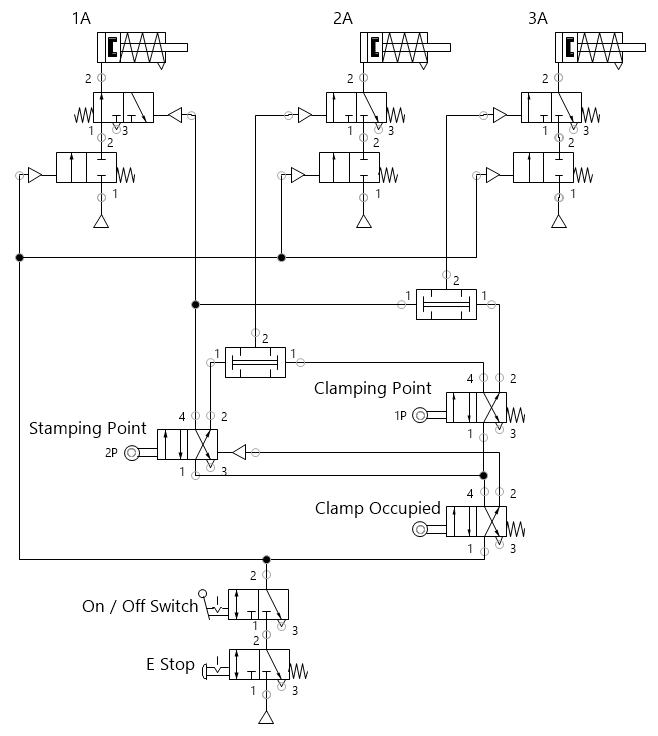 1A 2A 3A
2 2 2
1 3 1 3 1 3
2 2 2
1 1 1
2
1 1
2
1 1
Clamping Point 4 2
1P
Stamping Point 4 2
1 3
2P
1 3
Clamp Occupied 4 2
1 3
2
On / Off Switch
1 3
2
E Stop
1 3